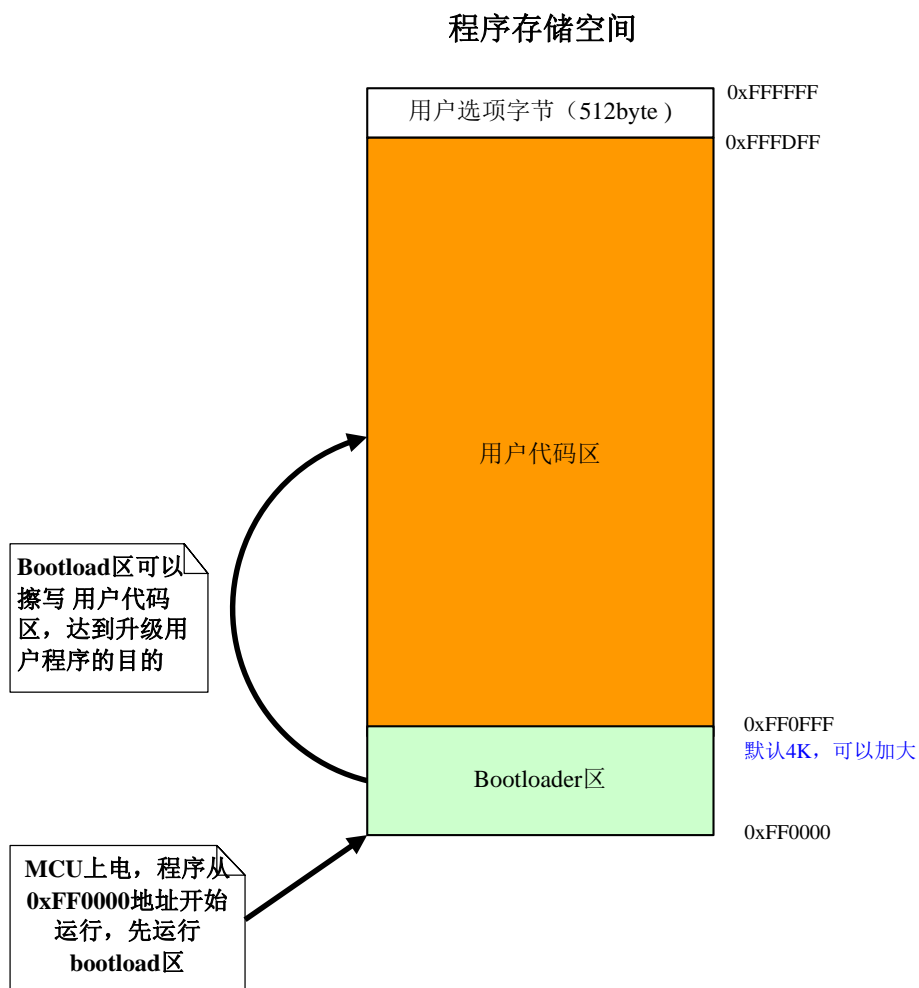 程序存储空间
0xFFFFFF
用户选项字节（512byte ）
0xFFFDFF
用户代码区
Bootload区可以
擦写 用户代码
区，达到升级用
户程序的目的
0xFF0FFF
默认4K，可以加大
Bootloader区
0xFF0000
MCU上电，程序从
0xFF0000地址开始
运行，先运行
bootload区